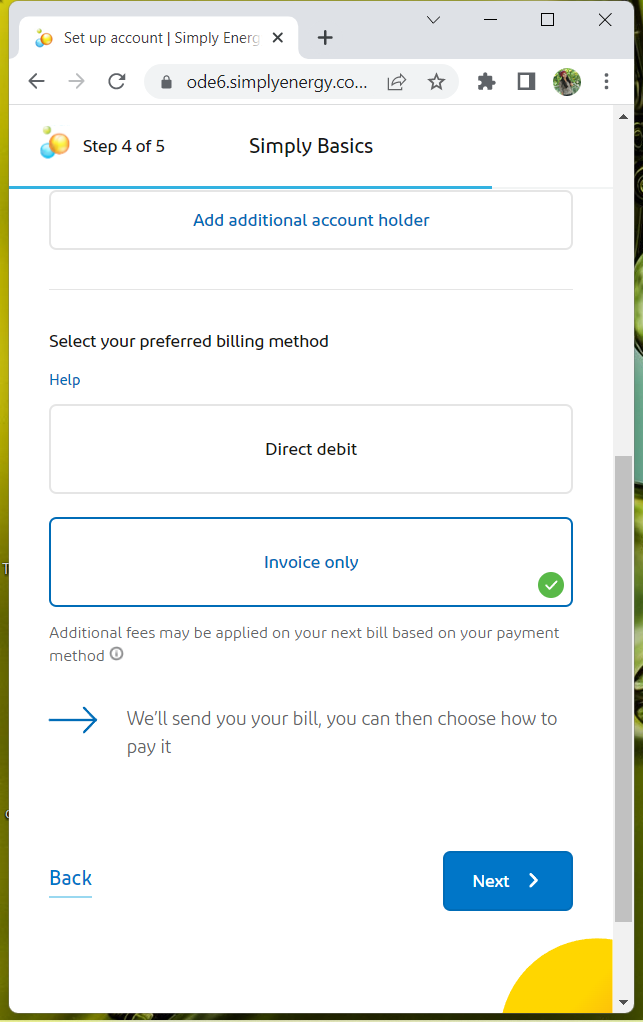 Set up account | Simply Energ
ode6.simplyenergy.co...
Step 4 of 5
Simply Basics
Add additional account holder
Select your preferred billing method
Help
Direct debit
Invoice only
Additional fees may be applied on your next bill based on your payment
method
We'll send you your bill, you can then choose how to
pay it
Back
Next